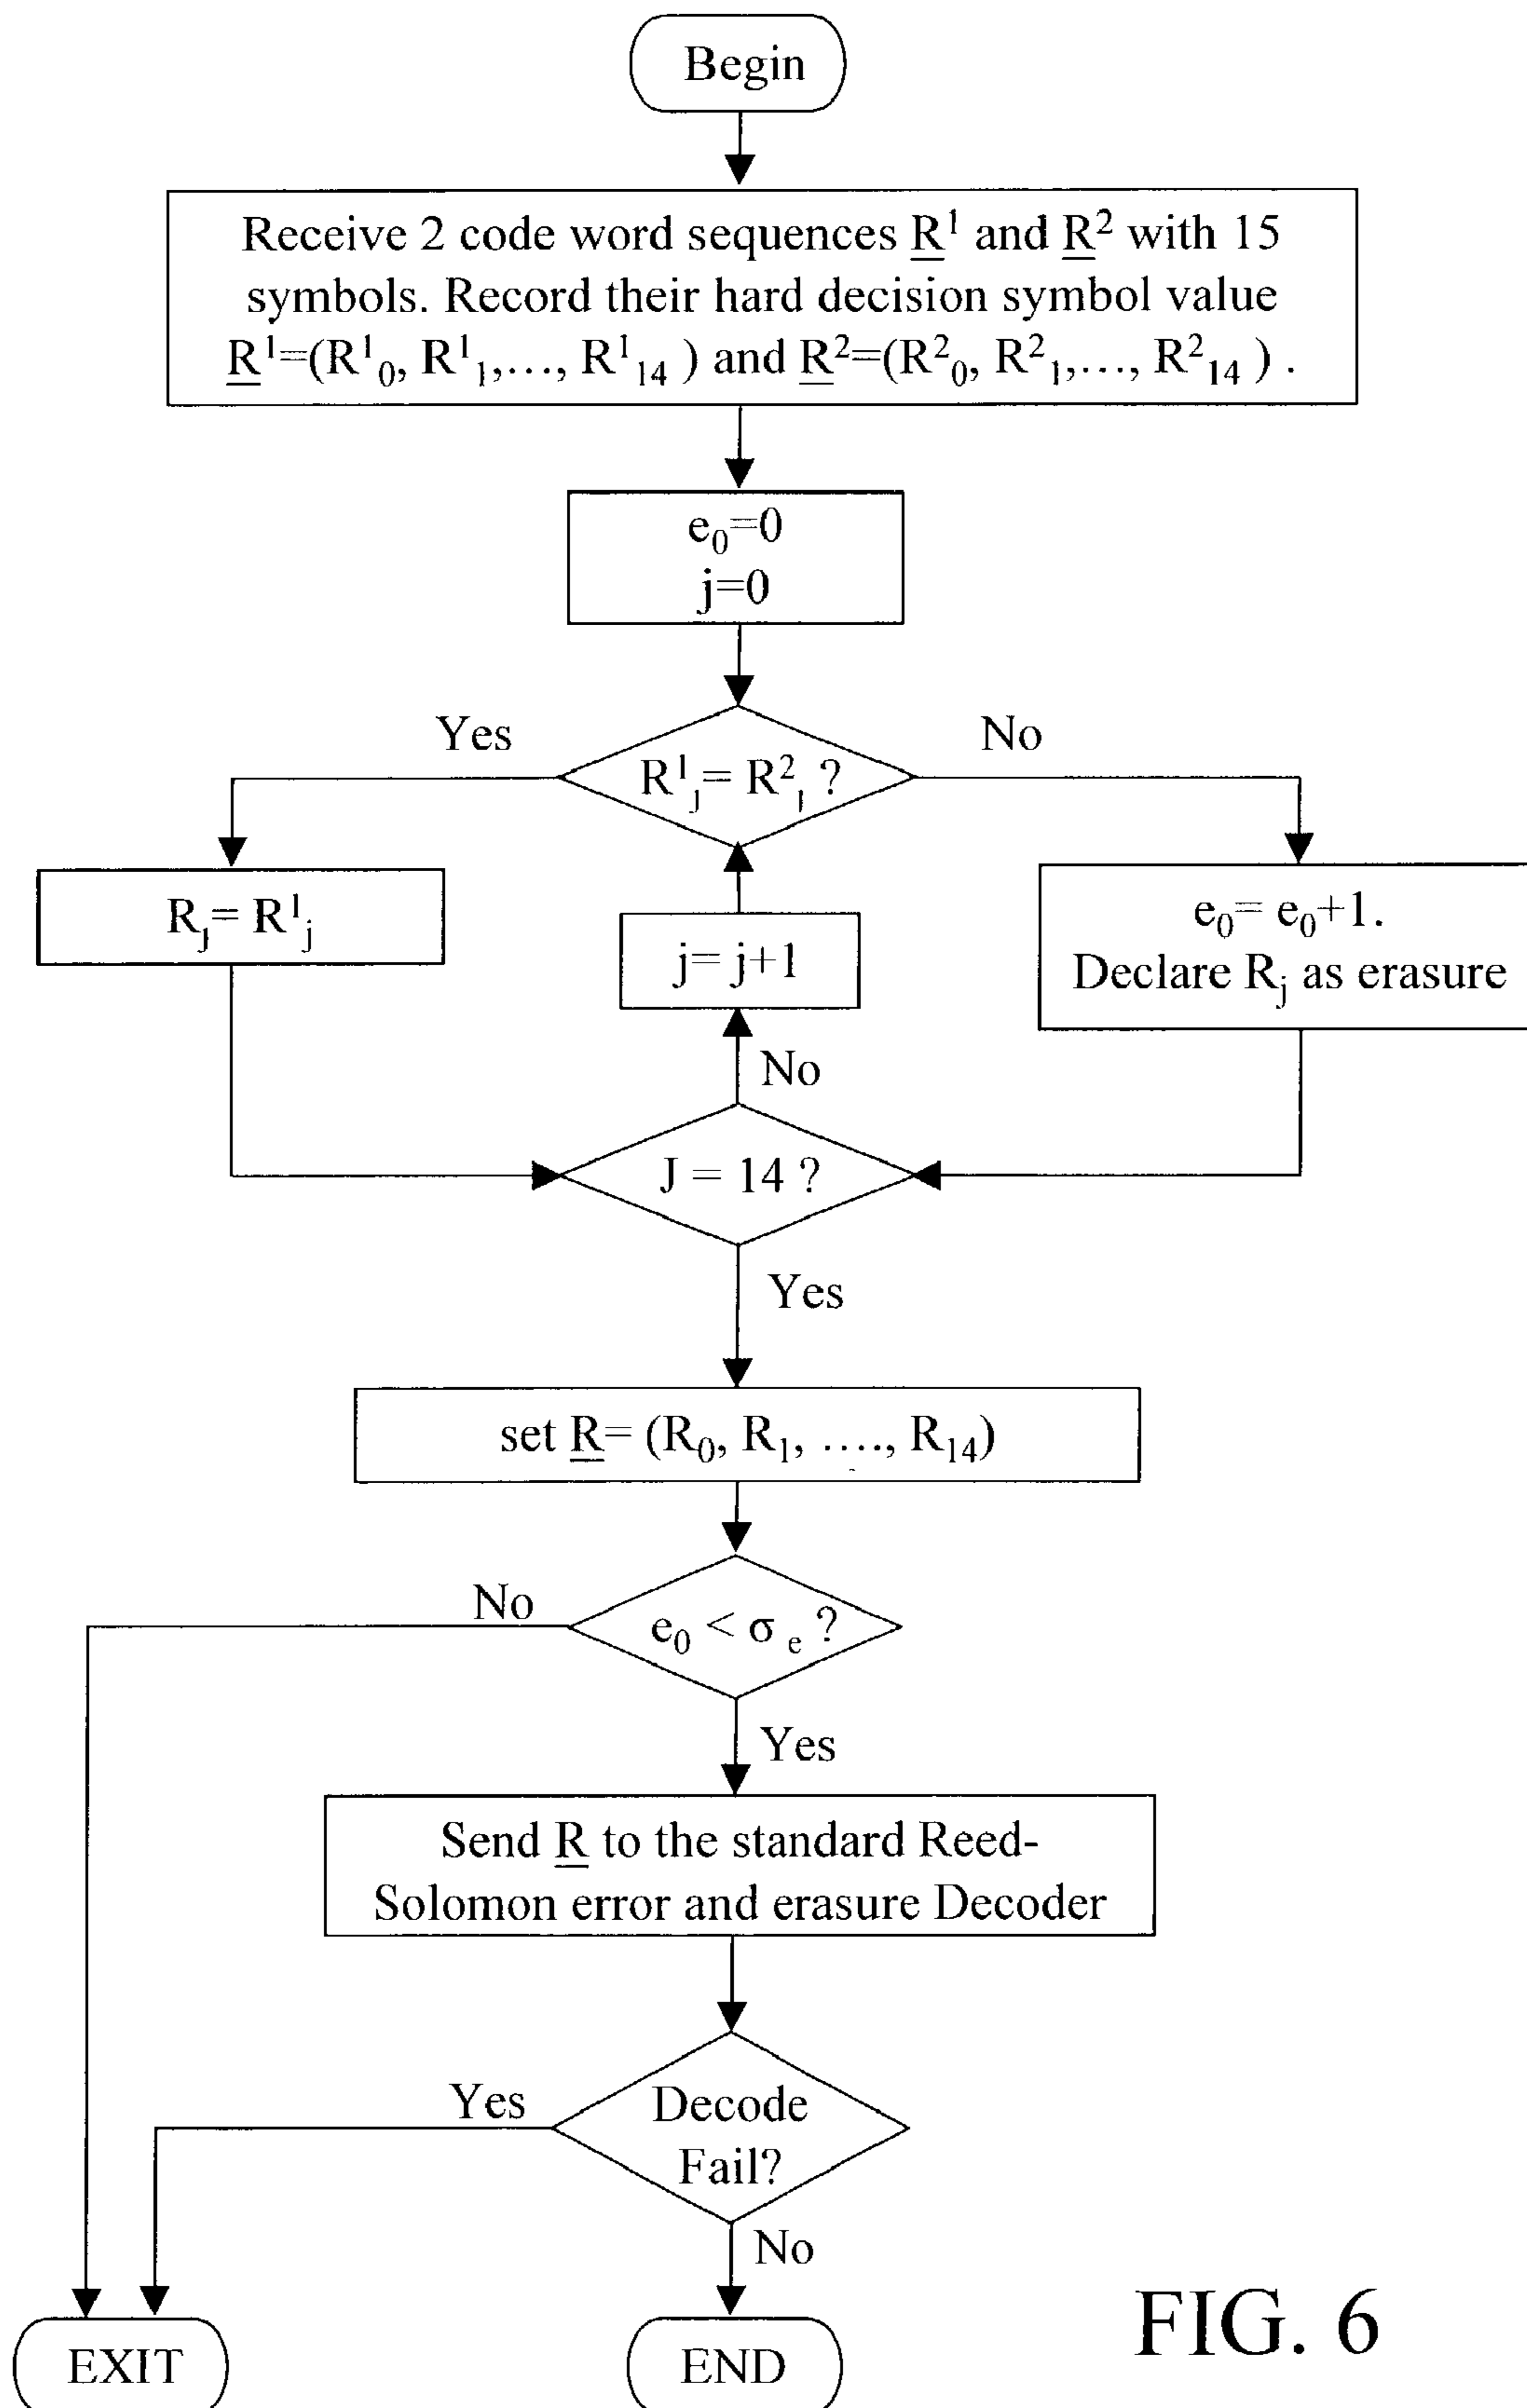 Begin
Receive 2 code word sequences R¹ and R² with 15
symbols. Record their hard decision symbol value
R¹=(R¹₀, R¹₁,..., R¹₁₄ ) and R²=(R²₀, R²₁,..., R²₁₄ ) .
e₀=0
j=0
Yes
No
R¹ⱼ= R²ⱼ ?
Rⱼ= R¹ⱼ
j= j+1
e₀= e₀+1.
Declare Rⱼ as erasure
No
J = 14 ?
Yes
set R= (R₀, R₁, ...., R₁₄)
No
e₀ < σₑ ?
Yes
Send R to the standard Reed-
Solomon error and erasure Decoder
Yes
Decode
Fail?
No
EXIT
END
FIG. 6